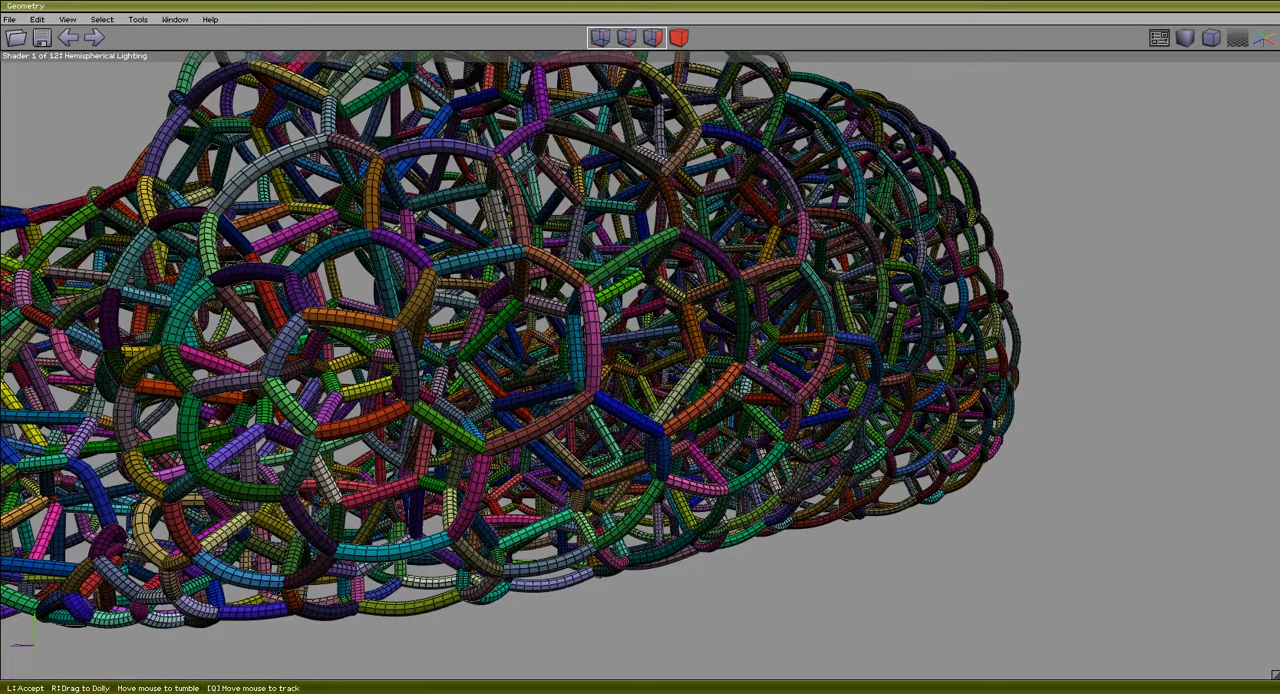 Geometry
File Edit View Select Tools Window Help
Shader 1 of 12: Hemispherical Lighting
L:Accept R:Drag to Dolly Move mouse to tumble [Q]Move mouse to track